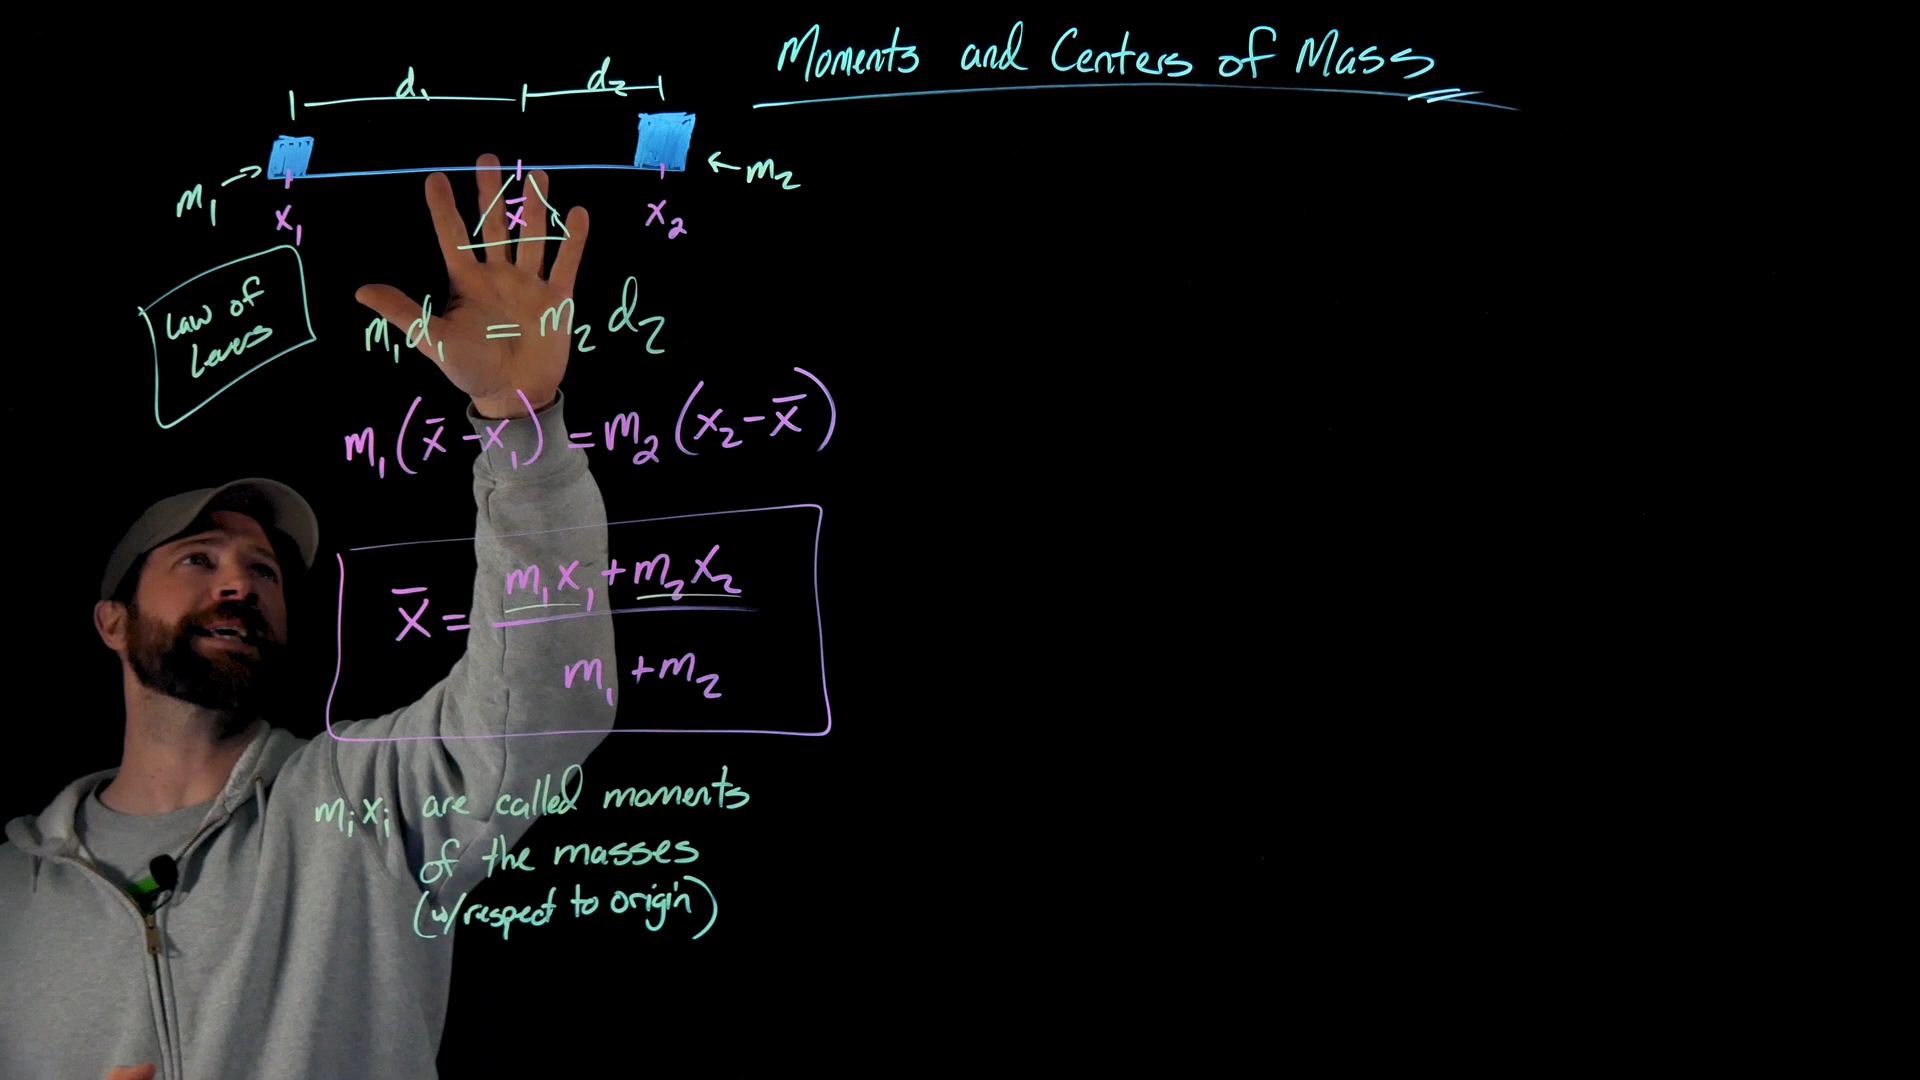 Moments and Centers of Mass
d₁ d₂
m₁ → ← m₂
x₁ x̄ x₂
Law of
Levers
m₁d₁ = m₂d₂
m₁(x̄ - x₁) = m₂(x₂ - x̄)
x̄ = (m₁x₁ + m₂x₂) / (m₁ + m₂)
mᵢxᵢ are called moments
of the masses
(w/respect to origin)